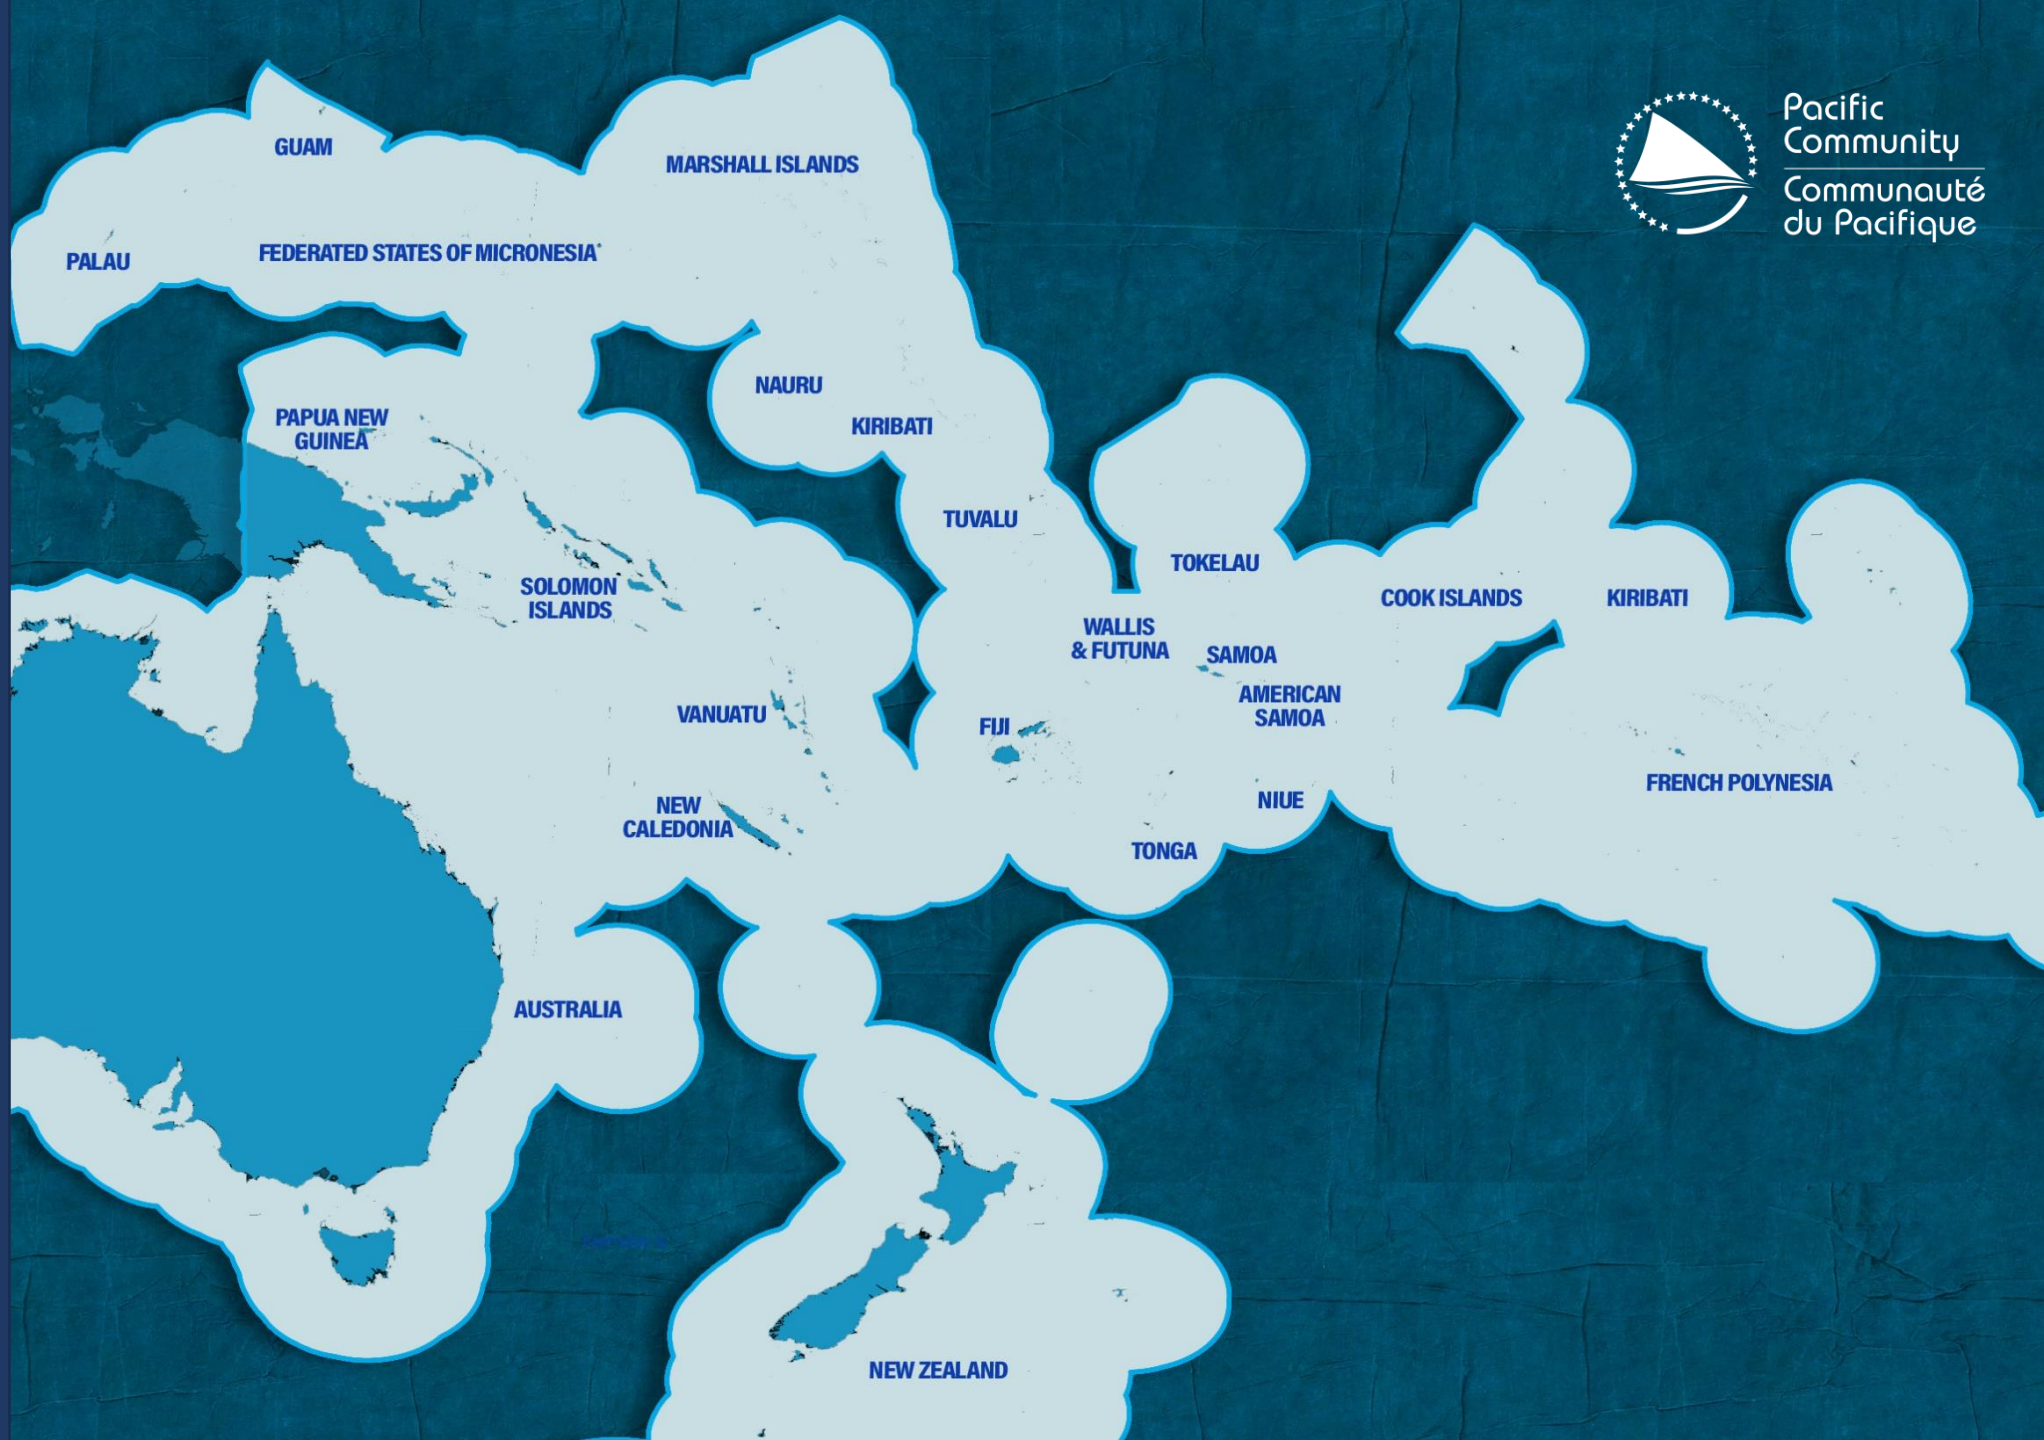 Pacific
Community
Communauté
du Pacifique
GUAM
MARSHALL ISLANDS
PALAU
FEDERATED STATES OF MICRONESIA*
NAURU
PAPUA NEW
GUINEA
KIRIBATI
TUVALU
TOKELAU
SOLOMON
ISLANDS
COOK ISLANDS
KIRIBATI
WALLIS
& FUTUNA
SAMOA
AMERICAN
SAMOA
VANUATU
FIJI
FRENCH POLYNESIA
NIUE
NEW
CALEDONIA
TONGA
AUSTRALIA
NEW ZEALAND